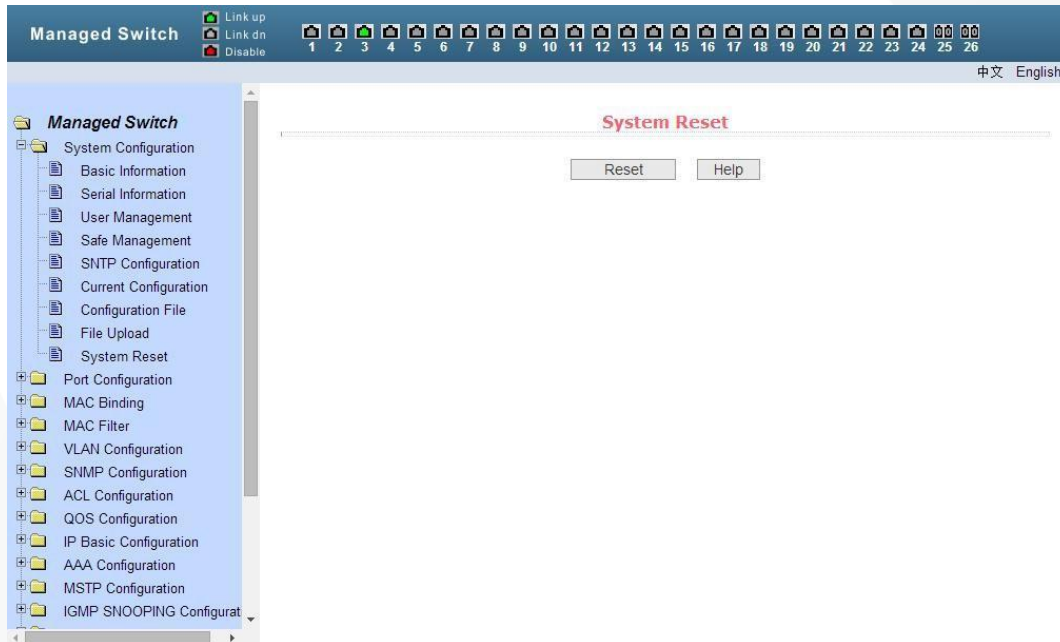 Managed Switch
Link up
Link dn
Disable
1 2 3 4 5 6 7 8 9 10 11 12 13 14 15 16 17 18 19 20 21 22 23 24 25 26
中文 English
Managed Switch
System Configuration
Basic Information
Serial Information
User Management
Safe Management
SNTP Configuration
Current Configuration
Configuration File
File Upload
System Reset
Port Configuration
MAC Binding
MAC Filter
VLAN Configuration
SNMP Configuration
ACL Configuration
QOS Configuration
IP Basic Configuration
AAA Configuration
MSTP Configuration
IGMP SNOOPING Configurat
System Reset
Reset Help